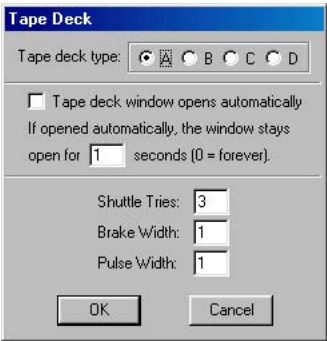 Tape Deck
Tape deck type: A B C D
Tape deck window opens automatically
If opened automatically, the window stays
open for 1 seconds (0 = forever).
Shuttle Tries: 3
Brake Width: 1
Pulse Width: 1
OK Cancel